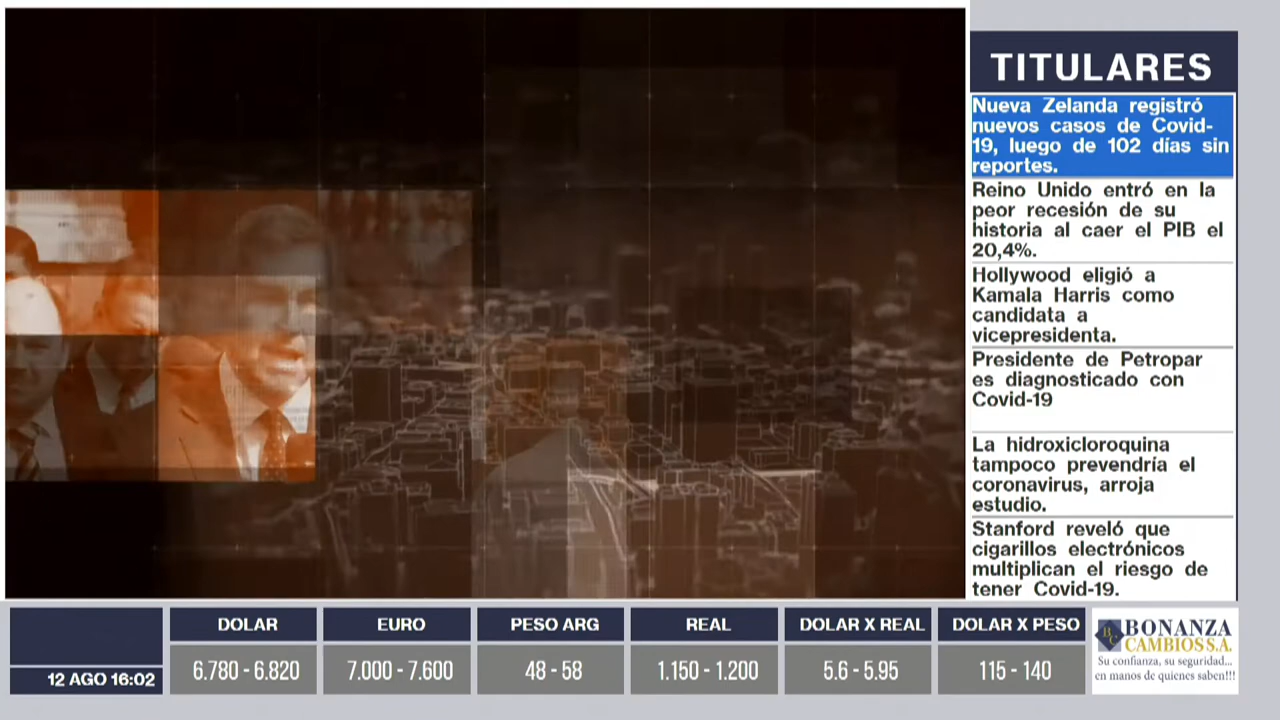 TITULARES
Nueva Zelanda registró
nuevos casos de Covid-
19, luego de 102 días sin
reportes.
Reino Unido entró en la
peor recesión de su
historia al caer el PIB el
20,4%.
Hollywood eligió a
Kamala Harris como
candidata a
vicepresidenta.
Presidente de Petropar
es diagnosticado con
Covid-19
La hidroxicloroquina
tampoco prevendría el
coronavirus, arroja
estudio.
Stanford reveló que
cigarillos electrónicos
multiplican el riesgo de
tener Covid-19.
DOLAR EURO PESO ARG REAL DOLAR X REAL DOLAR X PESO
12 AGO 16:02 6.780 - 6.820 7.000 - 7.600 48 - 58 1.150 - 1.200 5.6 - 5.95 115 - 140
BC BONANZA
CAMBIOS S.A.
Su confianza, su seguridad...
en manos de quienes saben!!!